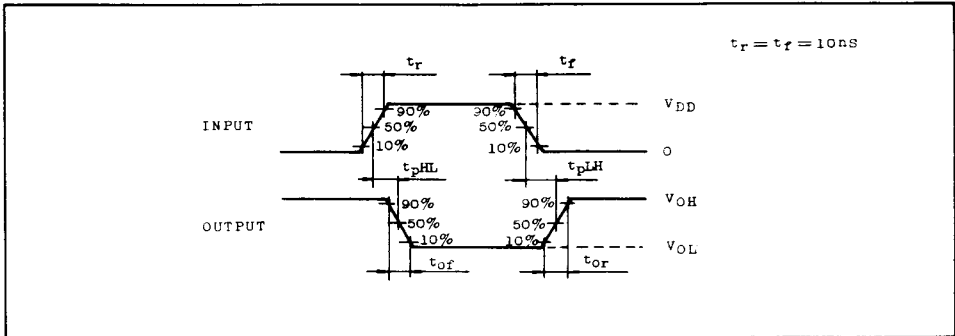 tr = tf = 10ns
tr tf
90% 90% VDD
INPUT 50% 50%
10% 10% 0
tpHL tpLH
90% 90% VOH
OUTPUT 50% 50%
10% 10% VOL
tof tor